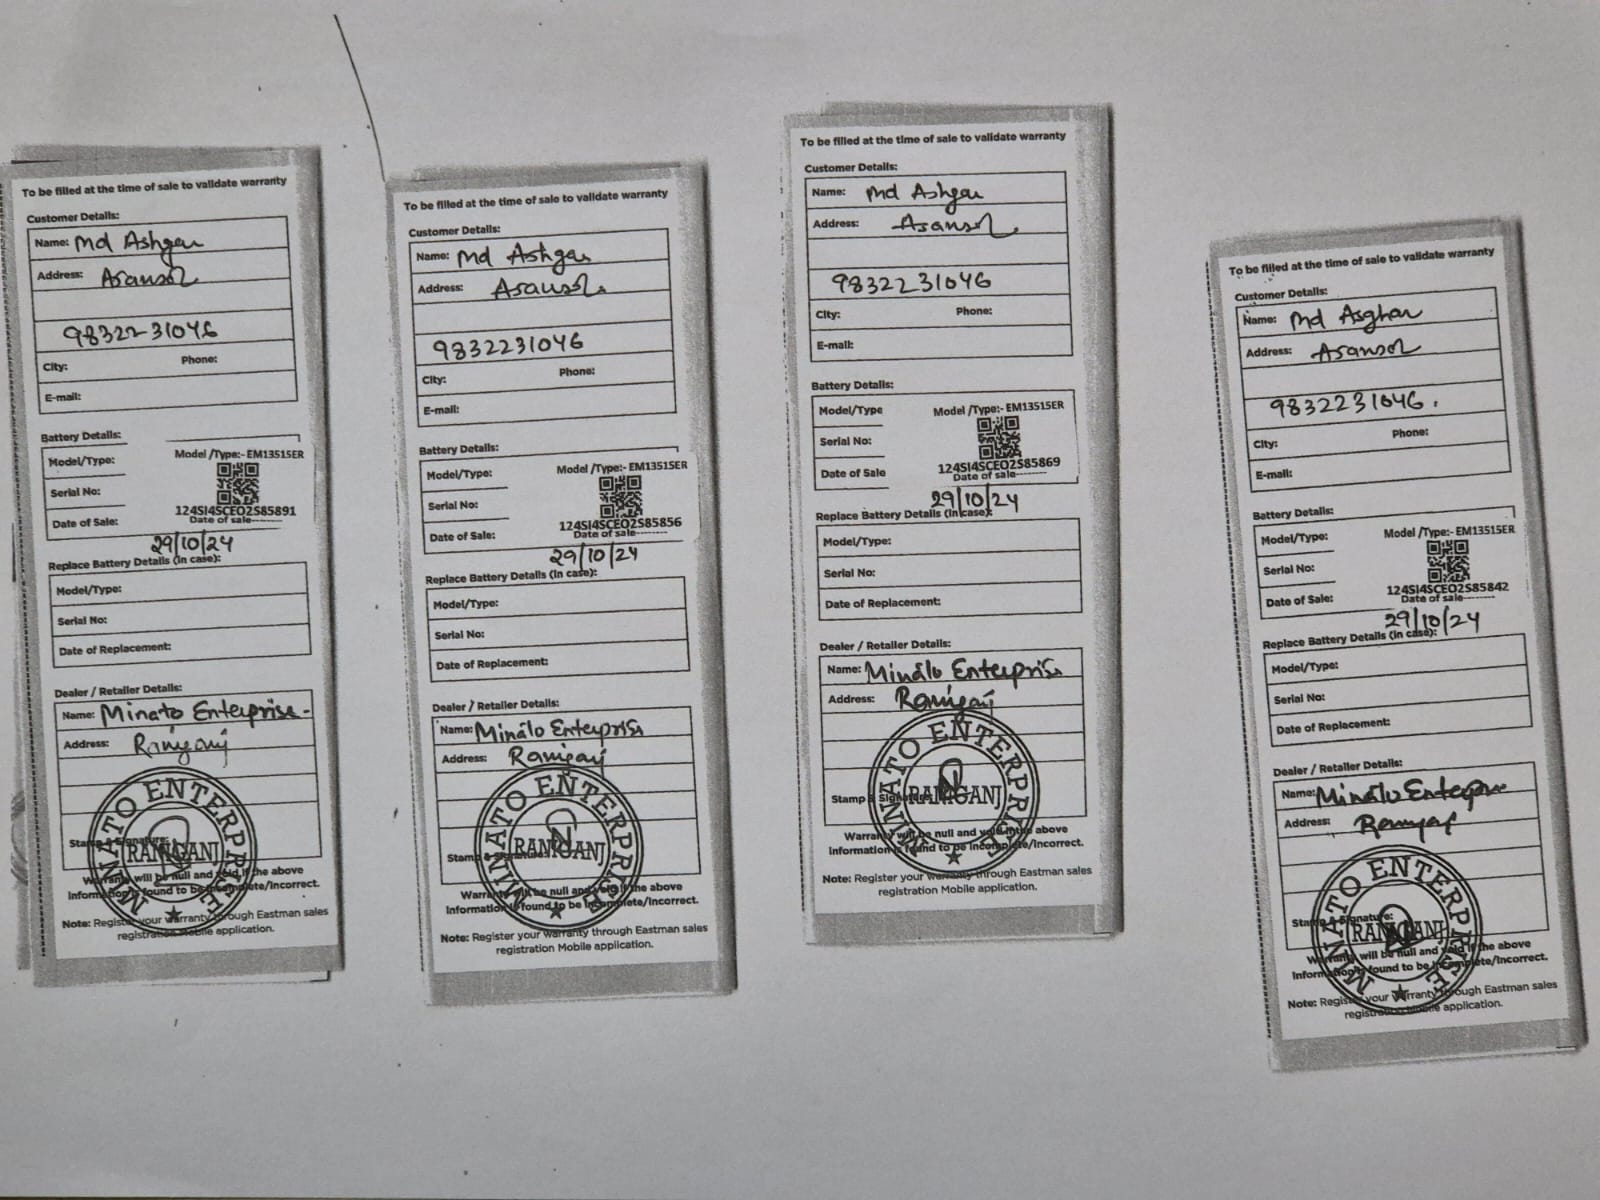 To be filled at the time of sale to validate warranty
Customer Details:
Name: Md Ashgar
Address: Asansol
9832231046
City: Phone:
E-mail:
Battery Details:
Model/Type: Model /Type:- EM13515ER
Serial No:
124SI4SCEO2S85891
Date of Sale: Date of sale--------
29/10/24
Replace Battery Details (In case):
Model/Type:
Serial No:
Date of Replacement:
Dealer / Retailer Details:
Name: Minato Enterprise
Address: Raniganj
Stamp & Signature:
MINATO ENTERPRISE
RANIGANJ
Warranty will be null and void if the above
information is found to be incomplete/Incorrect.
Note: Register your warranty through Eastman sales
registration Mobile application.
To be filled at the time of sale to validate warranty
Customer Details:
Name: Md Ashgar
Address: Asansol
9832231046
City: Phone:
E-mail:
Battery Details:
Model/Type: Model /Type:- EM13515ER
Serial No:
124SI4SCEO2S85856
Date of Sale: Date of sale--------
29/10/24
Replace Battery Details (In case):
Model/Type:
Serial No:
Date of Replacement:
Dealer / Retailer Details:
Name: Minato Enterprise
Address: Raniganj
Stamp & Signature:
MINATO ENTERPRISE
RANIGANJ
Warranty will be null and void if the above
Information is found to be incomplete/Incorrect.
Note: Register your warranty through Eastman sales
registration Mobile application.
To be filled at the time of sale to validate warranty
Customer Details:
Name: Md Ashgar
Address: Asansol
9832231046
City: Phone:
E-mail:
Battery Details:
Model/Type Model /Type:- EM13515ER
Serial No:
124SI4SCEO2S85869
Date of Sale Date of sale--------
29/10/24
Replace Battery Details (In case):
Model/Type:
Serial No:
Date of Replacement:
Dealer / Retailer Details:
Name: Minato Enterprise
Address: Raniganj
Stamp & Signature:
MINATO ENTERPRISE
RANIGANJ
Warranty will be null and void if the above
information is found to be incomplete/Incorrect.
Note: Register your warranty through Eastman sales
registration Mobile application.
To be filled at the time of sale to validate warranty
Customer Details:
Name: Md Asghar
Address: Asansol
9832231046.
City: Phone:
E-mail:
Battery Details:
Model/Type: Model /Type:- EM13515ER
Serial No:
124SI4SCEO2S85842
Date of Sale: Date of sale--------
29/10/24
Replace Battery Details (in case):
Model/Type:
Serial No:
Date of Replacement:
Dealer / Retailer Details:
Name: Minato Enterprise
Address: Raniganj
Stamp & Signature:
MINATO ENTERPRISE
RANIGANJ
Warranty will be null and void if the above
Information is found to be incomplete/Incorrect.
Note: Register your warranty through Eastman sales
registration Mobile application.